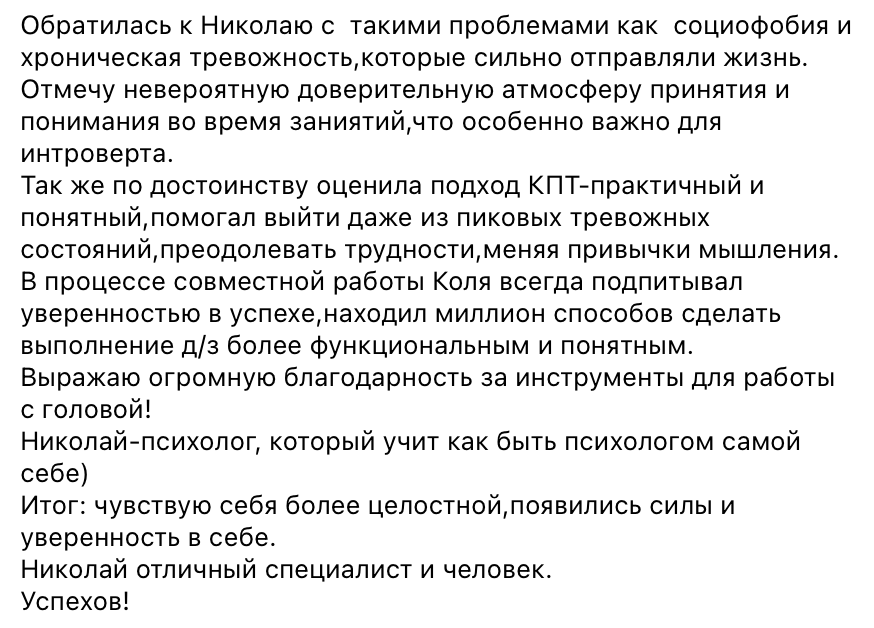 Обратилась к Николаю с  такими проблемами как  социофобия и
хроническая тревожность,которые сильно отправляли жизнь.
Отмечу невероятную доверительную атмосферу принятия и
понимания во время заниятий,что особенно важно для
интроверта.
Так же по достоинству оценила подход КПТ-практичный и
понятный,помогал выйти даже из пиковых тревожных
состояний,преодолевать трудности,меняя привычки мышления.
В процессе совместной работы Коля всегда подпитывал
уверенностью в успехе,находил миллион способов сделать
выполнение д/з более функциональным и понятным.
Выражаю огромную благодарность за инструменты для работы
с головой!
Николай-психолог, который учит как быть психологом самой
себе)
Итог: чувствую себя более целостной,появились силы и
уверенность в себе.
Николай отличный специалист и человек.
Успехов!